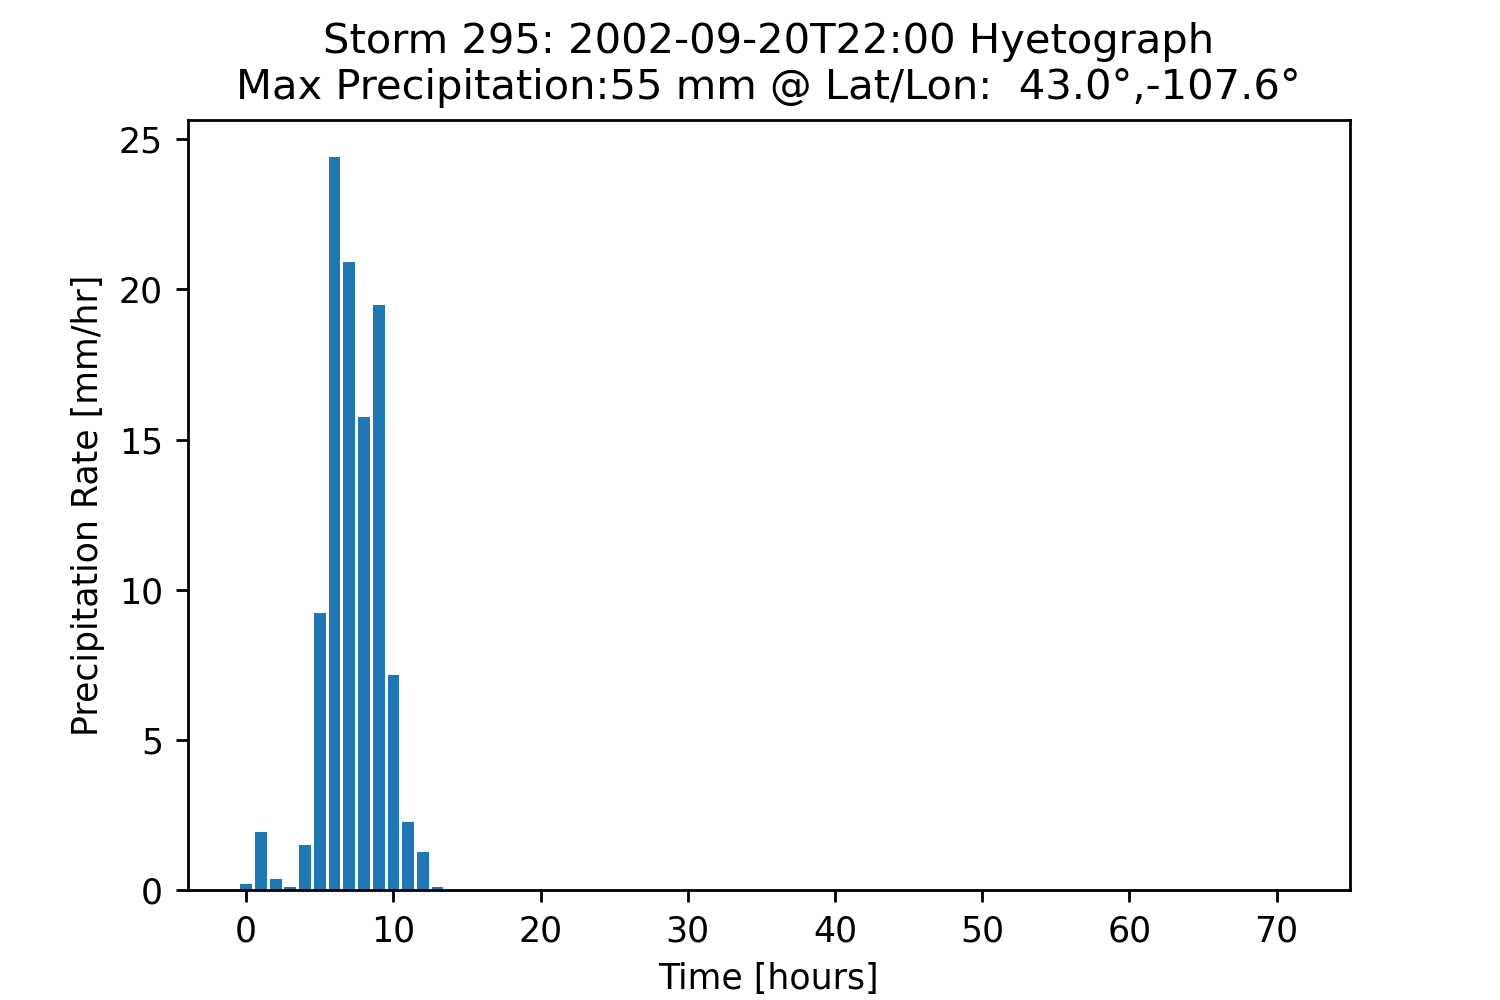 Storm 295: 2002-09-20T22:00 Hyetograph
Max Precipitation:55 mm @ Lat/Lon:  43.0°,-107.6°
25
20
15
10
5
0
Precipitation Rate [mm/hr]
0 10 20 30 40 50 60 70
Time [hours]